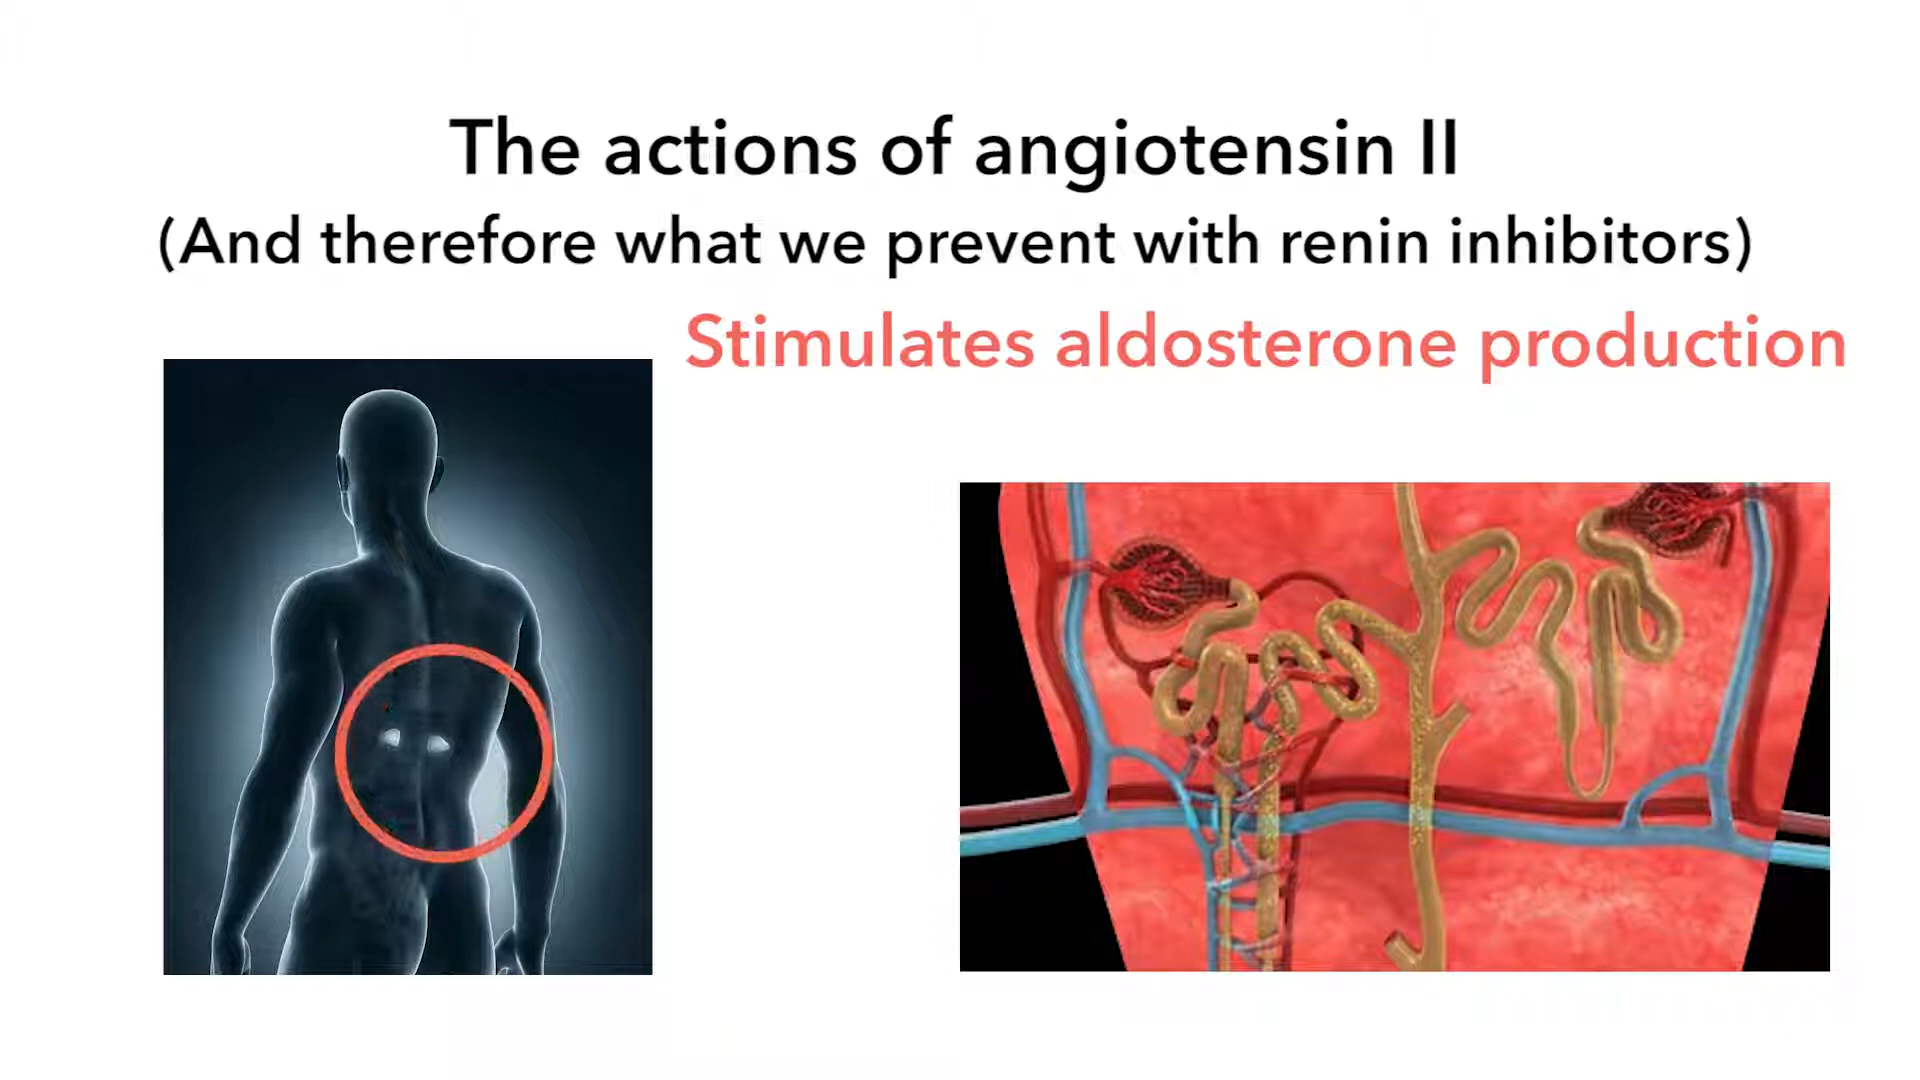 The actions of angiotensin II
(And therefore what we prevent with renin inhibitors)
Stimulates aldosterone production